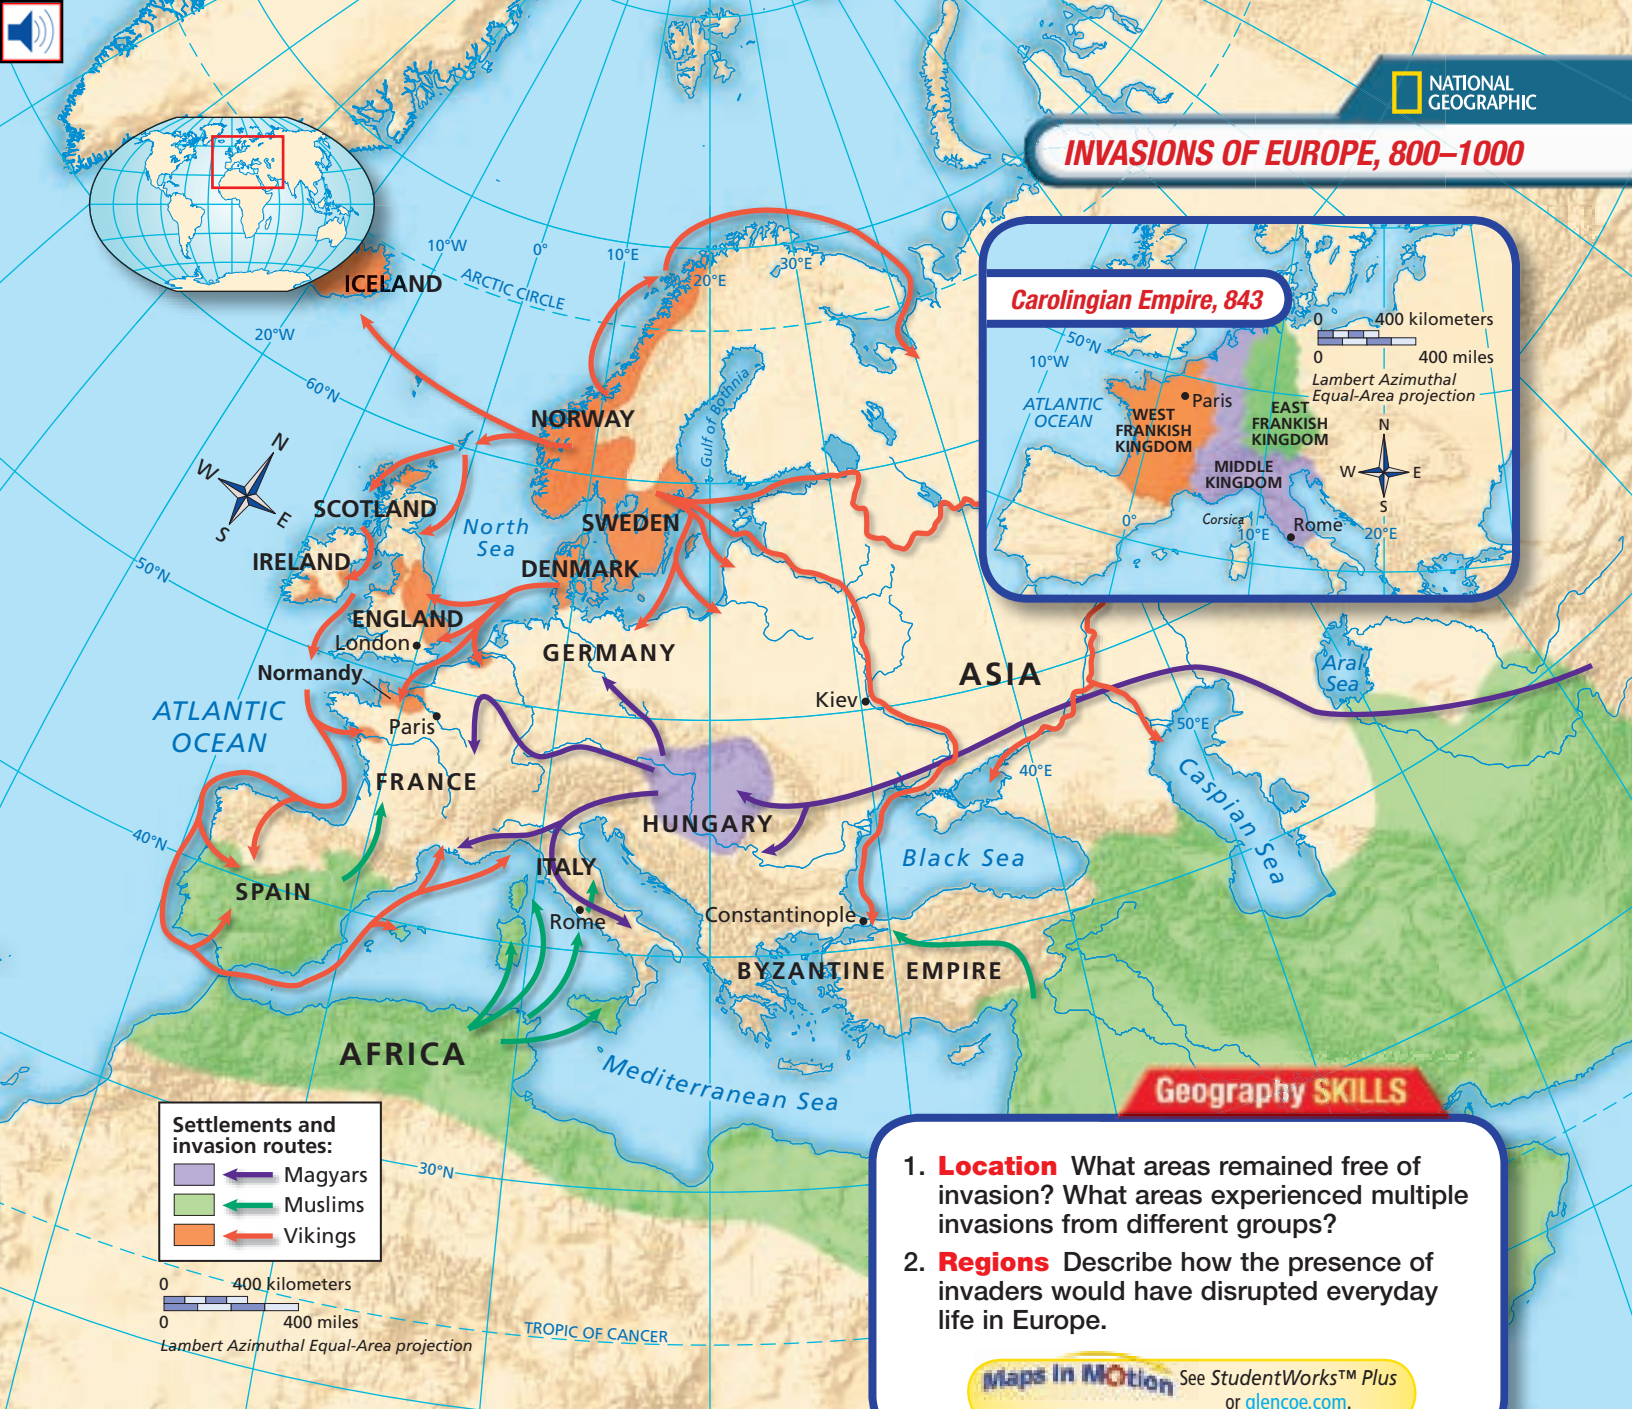 NATIONAL
GEOGRAPHIC
INVASIONS OF EUROPE, 800–1000
10°W
0°
10°E
20°E
30°E
ARCTIC CIRCLE
ICELAND
20°W
60°N
NORWAY
Gulf of Bothnia
N
W
E
S
SCOTLAND
North
Sea
SWEDEN
IRELAND
DENMARK
50°N
ENGLAND
London
GERMANY
Normandy
ASIA
Aral
Sea
Kiev
ATLANTIC
OCEAN
Paris
50°E
40°E
FRANCE
Caspian Sea
HUNGARY
40°N
Black Sea
ITALY
SPAIN
Rome
Constantinople
BYZANTINE EMPIRE
AFRICA
Mediterranean Sea
30°N
TROPIC OF CANCER
Carolingian Empire, 843
0 400 kilometers
0 400 miles
Lambert Azimuthal
Equal-Area projection
50°N
10°W
ATLANTIC
OCEAN
Paris
WEST
FRANKISH
KINGDOM
EAST
FRANKISH
KINGDOM
MIDDLE
KINGDOM
N
W
E
S
Corsica
Rome
0°
10°E
20°E
Settlements and
invasion routes:
Magyars
Muslims
Vikings
0 400 kilometers
0 400 miles
Lambert Azimuthal Equal-Area projection
Geography SKILLS
1. Location What areas remained free of
invasion? What areas experienced multiple
invasions from different groups?
2. Regions Describe how the presence of
invaders would have disrupted everyday
life in Europe.
Maps In MOtion See StudentWorks™ Plus
or glencoe.com.